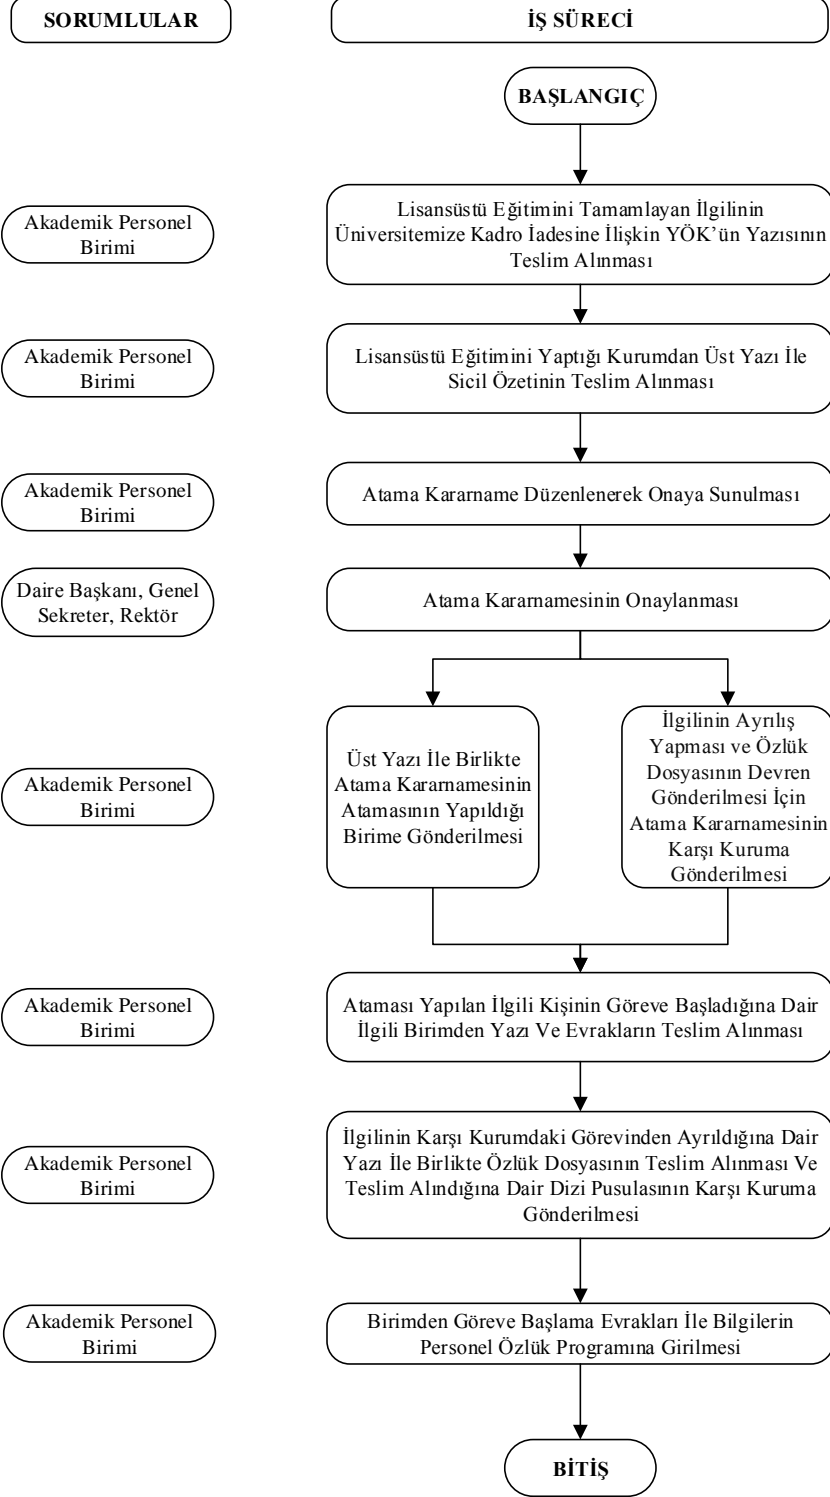 SORUMLULAR
İŞ SÜRECİ
BAŞLANGIÇ
Akademik Personel
Birimi
Lisansüstü Eğitimini Tamamlayan İlgilinin
Üniversitemize Kadro İadesine İlişkin YÖK’ün Yazısının
Teslim Alınması
Akademik Personel
Birimi
Lisansüstü Eğitimini Yaptığı Kurumdan Üst Yazı İle
Sicil Özetinin Teslim Alınması
Akademik Personel
Birimi
Atama Kararname Düzenlenerek Onaya Sunulması
Daire Başkanı, Genel
Sekreter, Rektör
Atama Kararnamesinin Onaylanması
Akademik Personel
Birimi
Üst Yazı İle Birlikte
Atama Kararnamesinin
Atamasının Yapıldığı
Birime Gönderilmesi
İlgilinin Ayrılış
Yapması ve Özlük
Dosyasının Devren
Gönderilmesi İçin
Atama Kararnamesinin
Karşı Kuruma
Gönderilmesi
Akademik Personel
Birimi
Ataması Yapılan İlgili Kişinin Göreve Başladığına Dair
İlgili Birimden Yazı Ve Evrakların Teslim Alınması
Akademik Personel
Birimi
İlgilinin Karşı Kurumdaki Görevinden Ayrıldığına Dair
Yazı İle Birlikte Özlük Dosyasının Teslim Alınması Ve
Teslim Alındığına Dair Dizi Pusulasının Karşı Kuruma
Gönderilmesi
Akademik Personel
Birimi
Birimden Göreve Başlama Evrakları İle Bilgilerin
Personel Özlük Programına Girilmesi
BİTİŞ